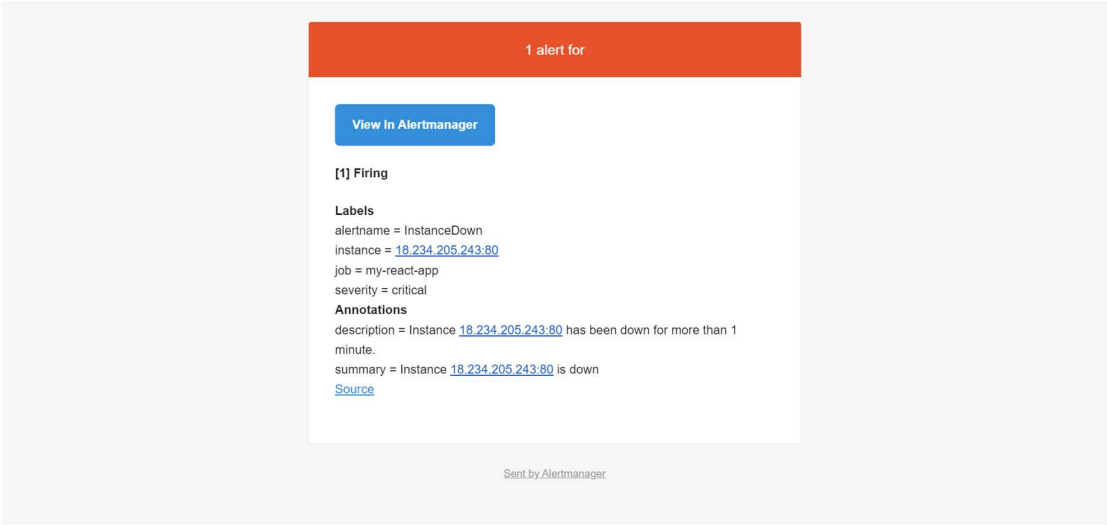 1 alert for
View In Alertmanager
[1] Firing
Labels
alertname = InstanceDown
instance = 18.234.205.243:80
job = my-react-app
severity = critical
Annotations
description = Instance 18.234.205.243:80 has been down for more than 1
minute.
summary = Instance 18.234.205.243:80 is down
Source
Sent by Alertmanager